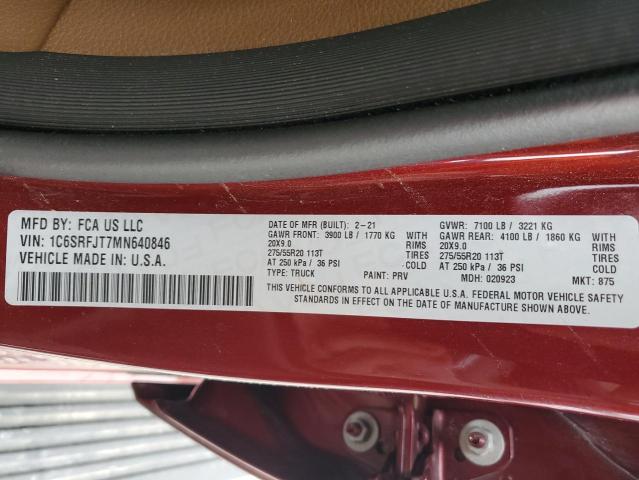 MFD BY: FCA US LLC
VIN: 1C6SRFJT7MN640846
VEHICLE MADE IN: U.S.A.
DATE OF MFR (BUILT): 2-21
GAWR FRONT: 3900 LB / 1770 KG WITH
20X9.0 RIMS
275/55R20 113T TIRES
AT 250 kPa / 36 PSI COLD
TYPE: TRUCK PAINT: PRV
GVWR: 7100 LB / 3221 KG
GAWR REAR: 4100 LB / 1860 KG WITH
20X9.0 RIMS
275/55R20 113T TIRES
AT 250 kPa / 36 PSI COLD
MDH: 020923 MKT: 875
THIS VEHICLE CONFORMS TO ALL APPLICABLE U.S.A. FEDERAL MOTOR VEHICLE SAFETY
STANDARDS IN EFFECT ON THE DATE OF MANUFACTURE SHOWN ABOVE.